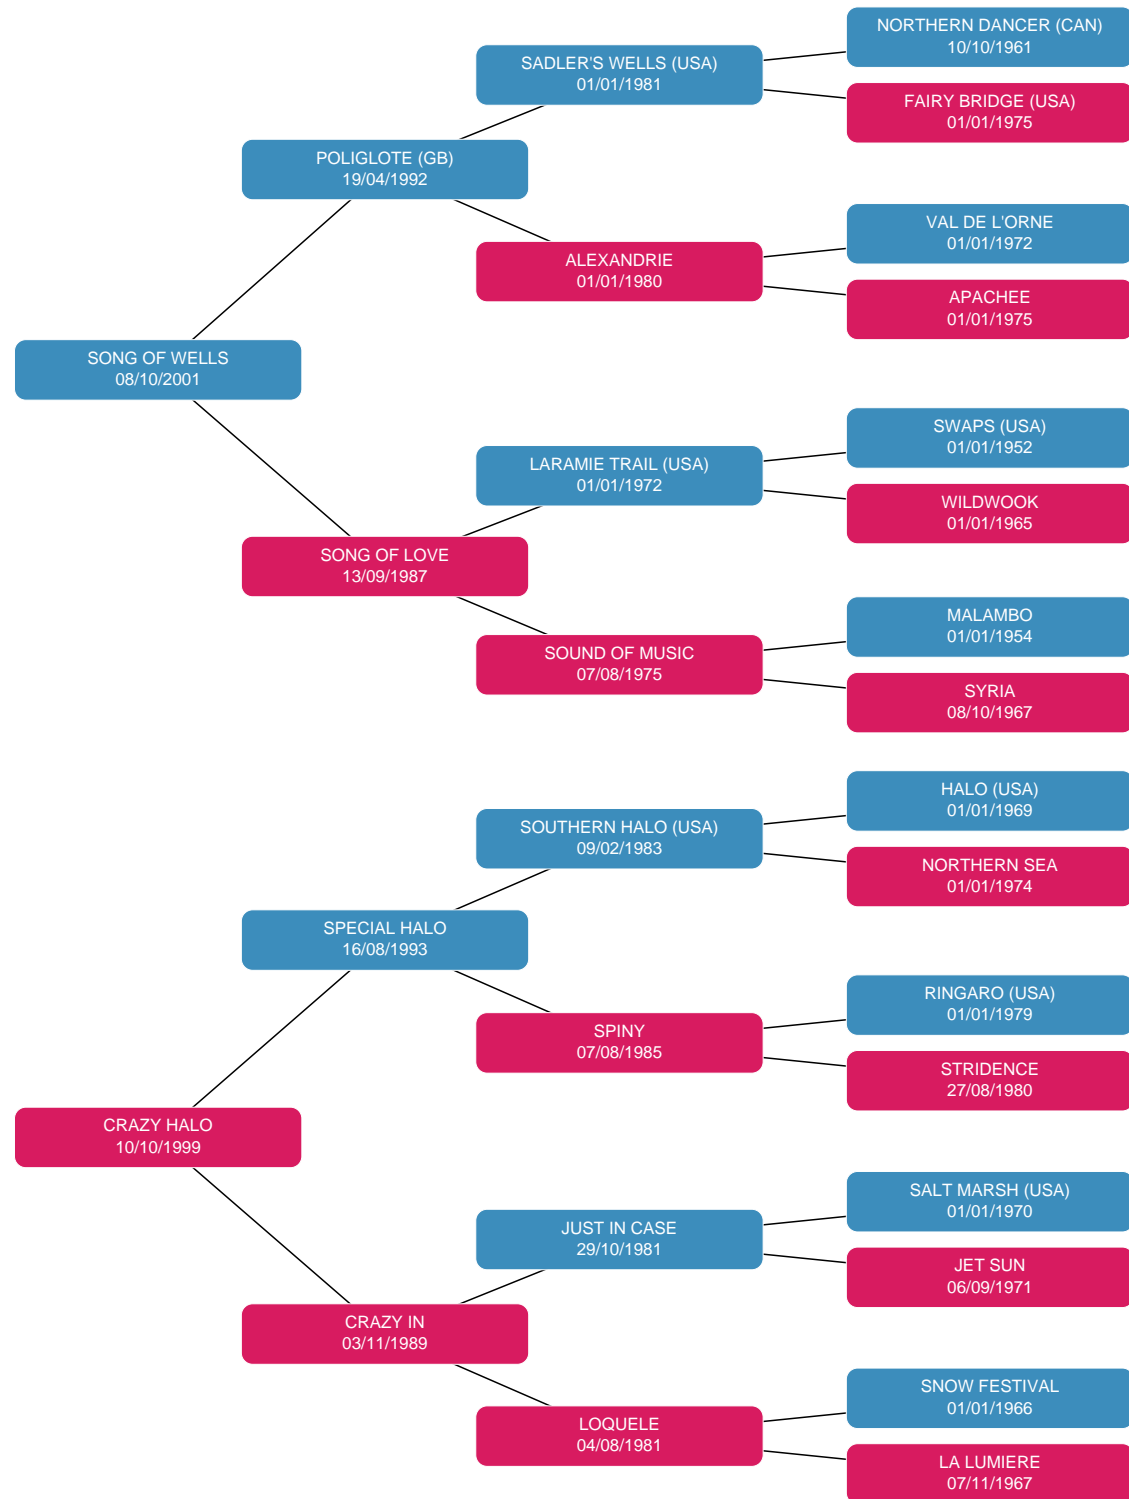 NORTHERN DANCER (CAN)
10/10/1961
SADLER'S WELLS (USA)
01/01/1981
FAIRY BRIDGE (USA)
01/01/1975
POLIGLOTE (GB)
19/04/1992
VAL DE L'ORNE
01/01/1972
ALEXANDRIE
01/01/1980
APACHEE
01/01/1975
SONG OF WELLS
08/10/2001
SWAPS (USA)
01/01/1952
LARAMIE TRAIL (USA)
01/01/1972
WILDWOOK
01/01/1965
SONG OF LOVE
13/09/1987
MALAMBO
01/01/1954
SOUND OF MUSIC
07/08/1975
SYRIA
08/10/1967
HALO (USA)
01/01/1969
SOUTHERN HALO (USA)
09/02/1983
NORTHERN SEA
01/01/1974
SPECIAL HALO
16/08/1993
RINGARO (USA)
01/01/1979
SPINY
07/08/1985
STRIDENCE
27/08/1980
CRAZY HALO
10/10/1999
SALT MARSH (USA)
01/01/1970
JUST IN CASE
29/10/1981
JET SUN
06/09/1971
CRAZY IN
03/11/1989
SNOW FESTIVAL
01/01/1966
LOQUELE
04/08/1981
LA LUMIERE
07/11/1967